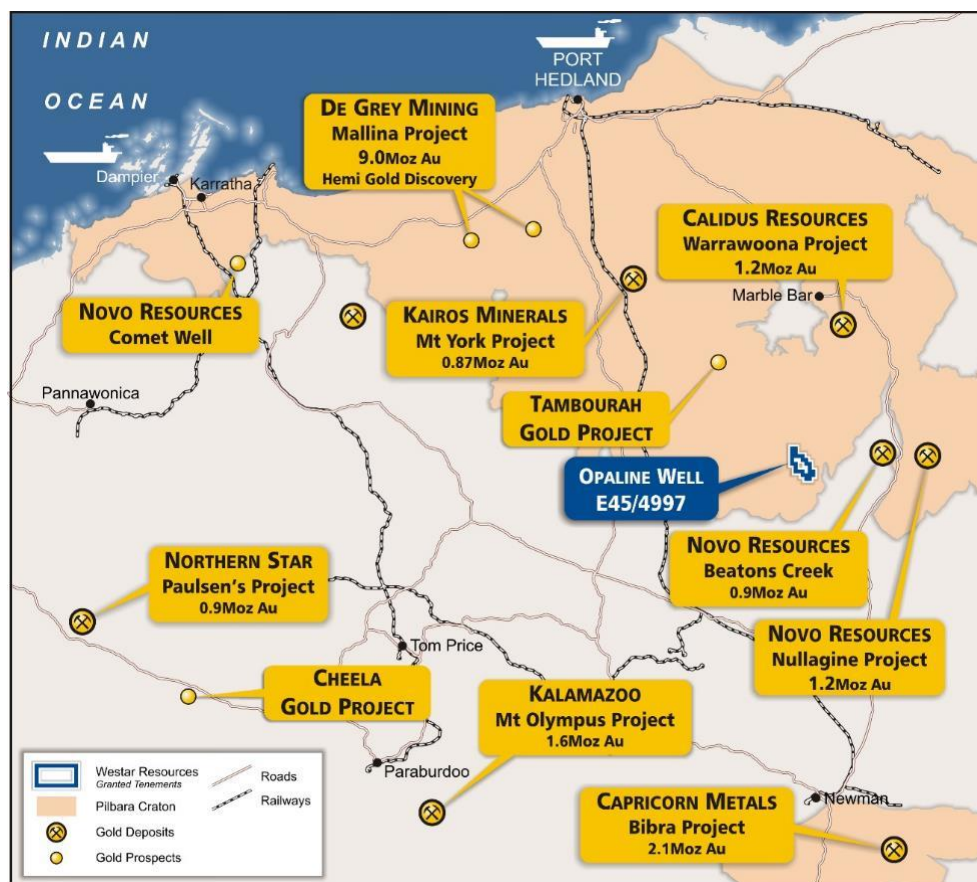 INDIAN
OCEAN
PORT
HEDLAND
Dampier
Karratha
DE GREY MINING
Mallina Project
9.0Moz Au
Hemi Gold Discovery
CALIDUS RESOURCES
Warrawoona Project
1.2Moz Au
Marble Bar
NOVO RESOURCES
Comet Well
KAIROS MINERALS
Mt York Project
0.87Moz Au
Pannawonica
TAMBOURAH
GOLD PROJECT
OPALINE WELL
E45/4997
NOVO RESOURCES
Beatons Creek
0.9Moz Au
NORTHERN STAR
Paulsen's Project
0.9Moz Au
NOVO RESOURCES
Nullagine Project
1.2Moz Au
Tom Price
CHEELA
GOLD PROJECT
KALAMAZOO
Mt Olympus Project
1.6Moz Au
Paraburdoo
Newman
CAPRICORN METALS
Bibra Project
2.1Moz Au
Westar Resources
Granted Tenements
Pilbara Craton
Gold Deposits
Gold Prospects
Roads
Railways